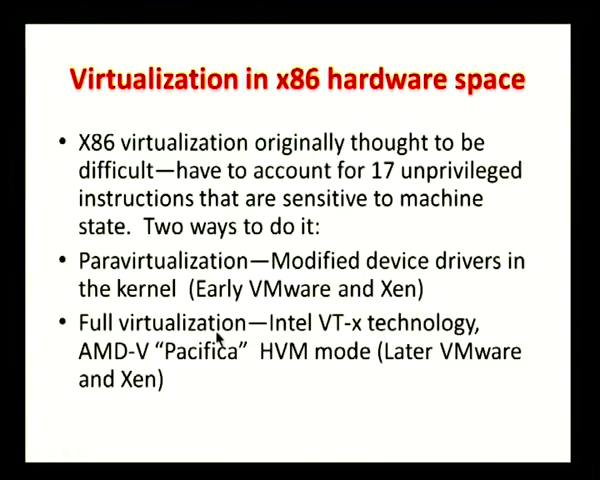 Virtualization in x86 hardware space
• X86 virtualization originally thought to be
difficult—have to account for 17 unprivileged
instructions that are sensitive to machine
state.  Two ways to do it:
• Paravirtualization—Modified device drivers in
the kernel  (Early VMware and Xen)
• Full virtualization—Intel VT-x technology,
AMD-V “Pacifica”  HVM mode (Later VMware
and Xen)